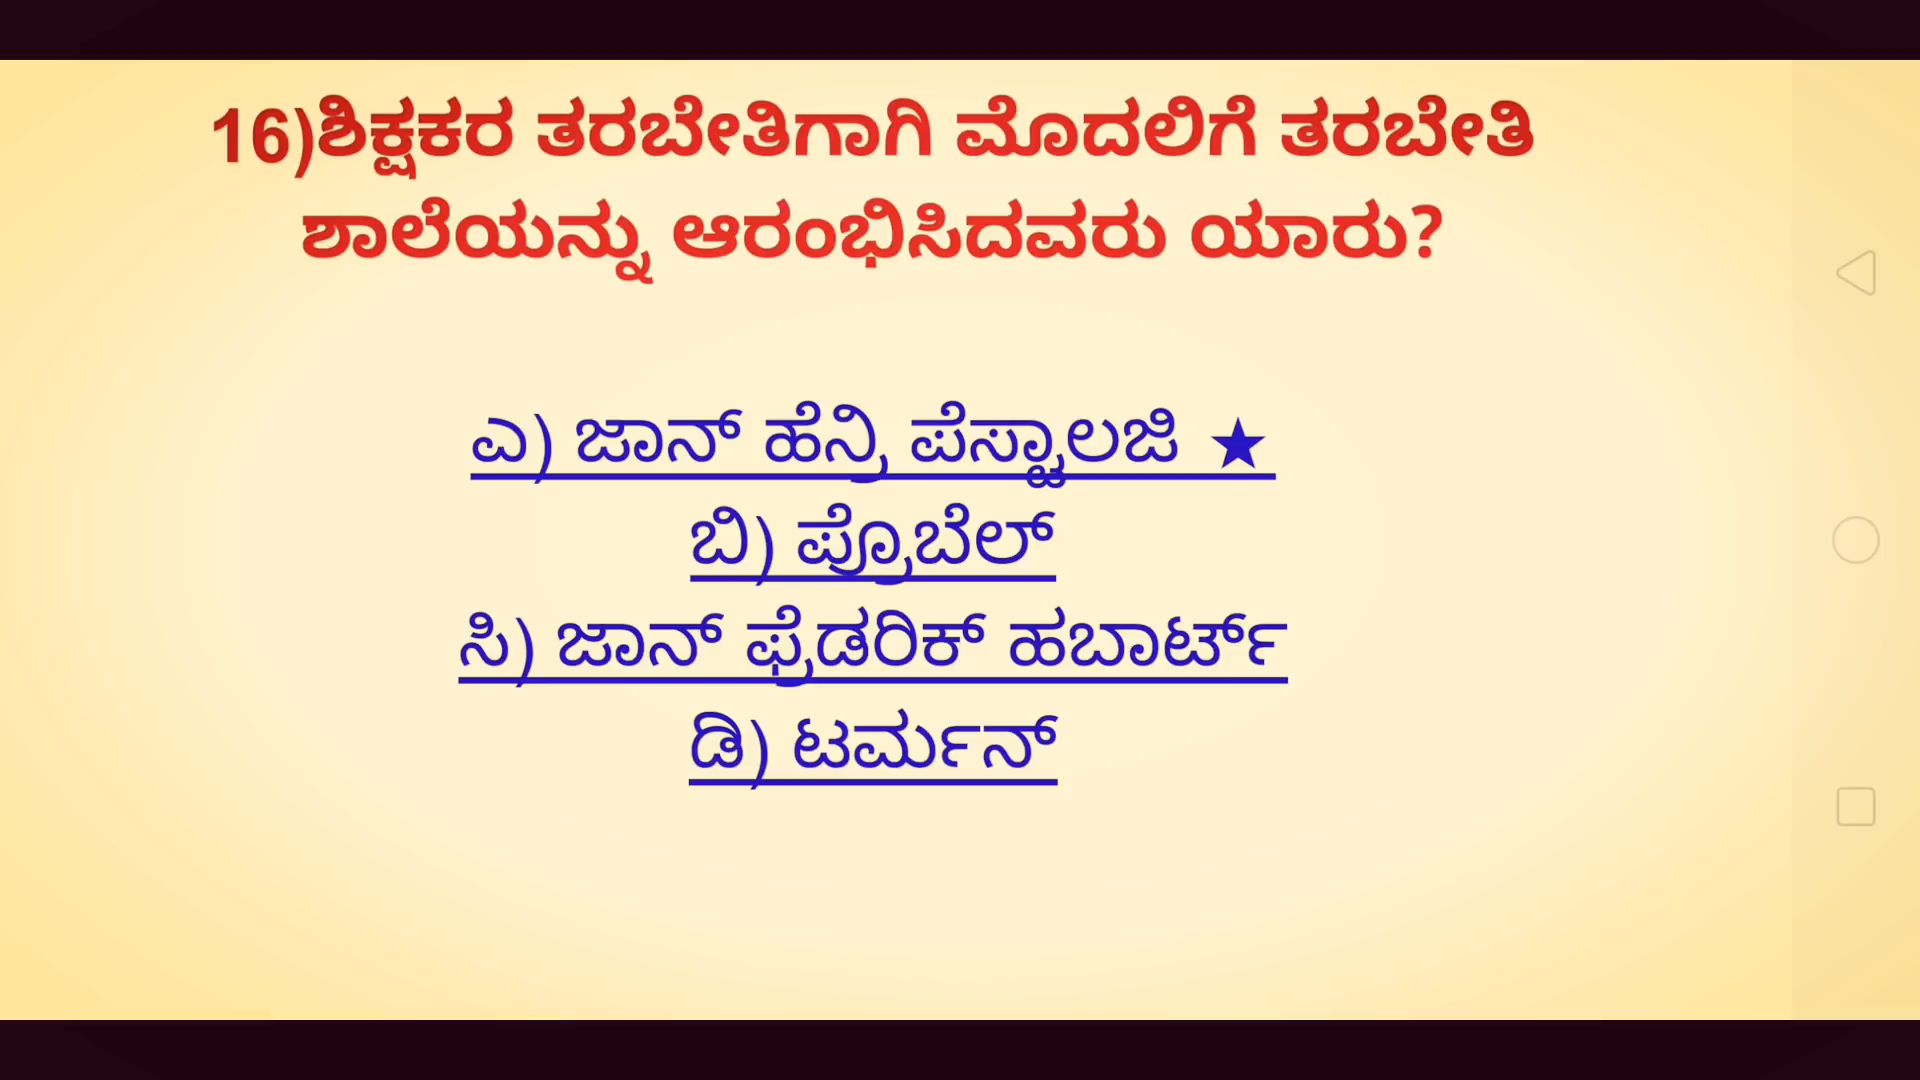 16)ಶಿಕ್ಷಕರ ತರಬೇತಿಗಾಗಿ ಮೊದಲಿಗೆ ತರಬೇತಿ
ಶಾಲೆಯನ್ನು ಆರಂಭಿಸಿದವರು ಯಾರು?
ಎ) ಜಾನ್ ಹೆನ್ರಿ ಪೆಸ್ಟಾಲಜಿ ★
ಬಿ) ಪ್ರೊಬೆಲ್
ಸಿ) ಜಾನ್ ಫ್ರೆಡರಿಕ್ ಹಬಾರ್ಟ್
ಡಿ) ಟರ್ಮನ್